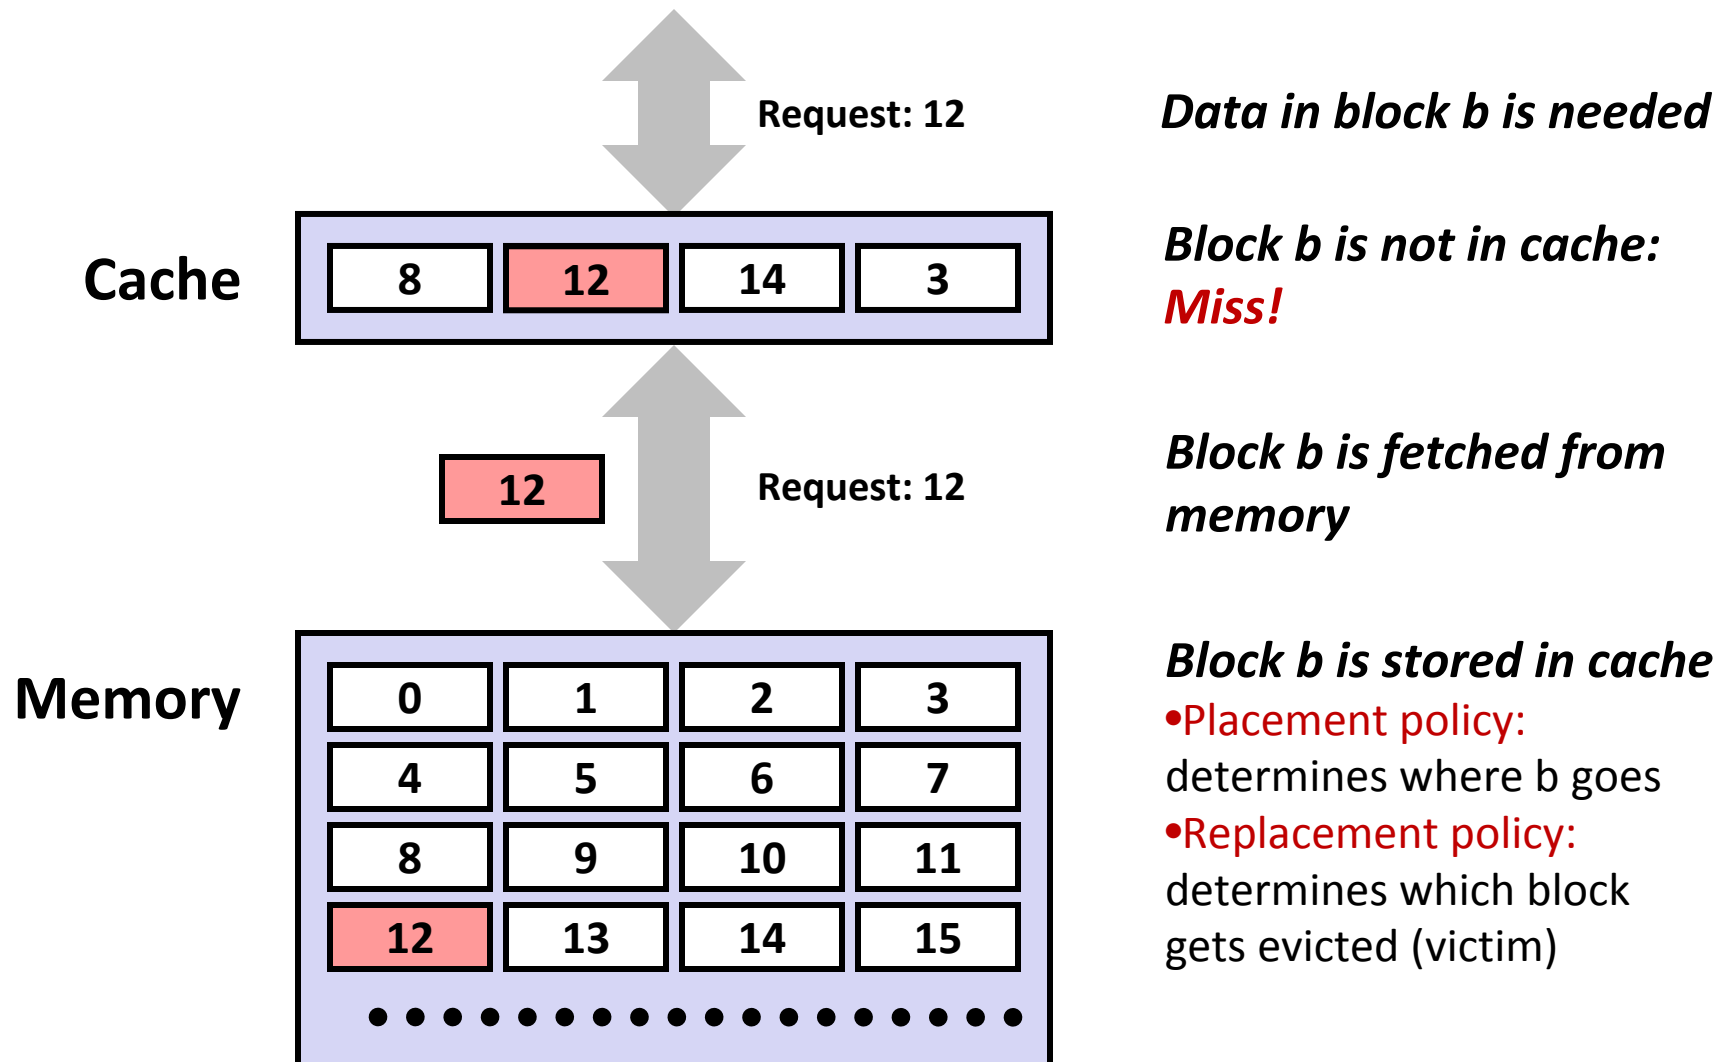 Request: 12
Data in block b is needed
Cache
8 12 14 3
Block b is not in cache:
Miss!
12
Request: 12
Block b is fetched from
memory
Memory
0 1 2 3
4 5 6 7
8 9 10 11
12 13 14 15
Block b is stored in cache
•Placement policy:
determines where b goes
•Replacement policy:
determines which block
gets evicted (victim)